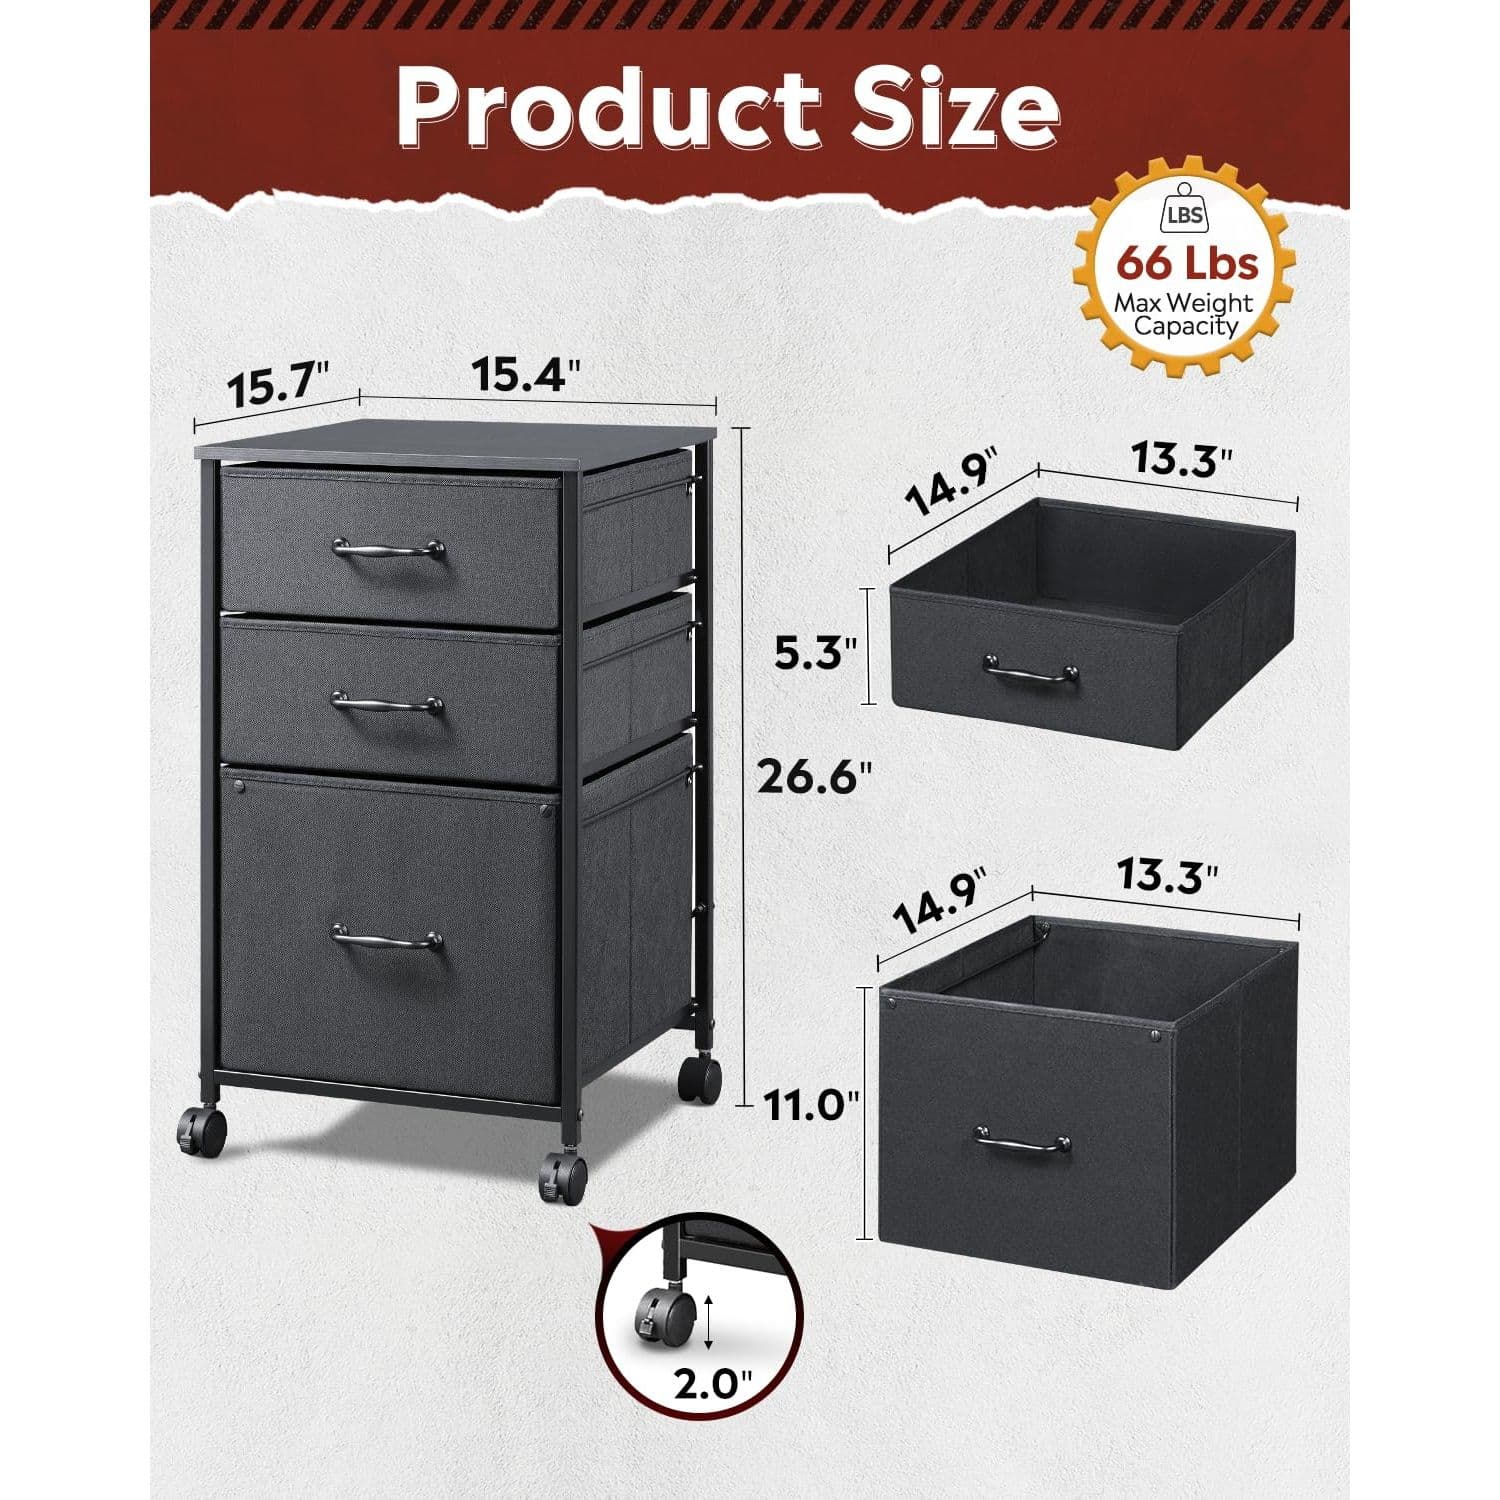 Product Size
LBS
66 Lbs
Max Weight
Capacity
15.7"
15.4"
26.6"
14.9"
13.3"
5.3"
14.9"
13.3"
11.0"
2.0"